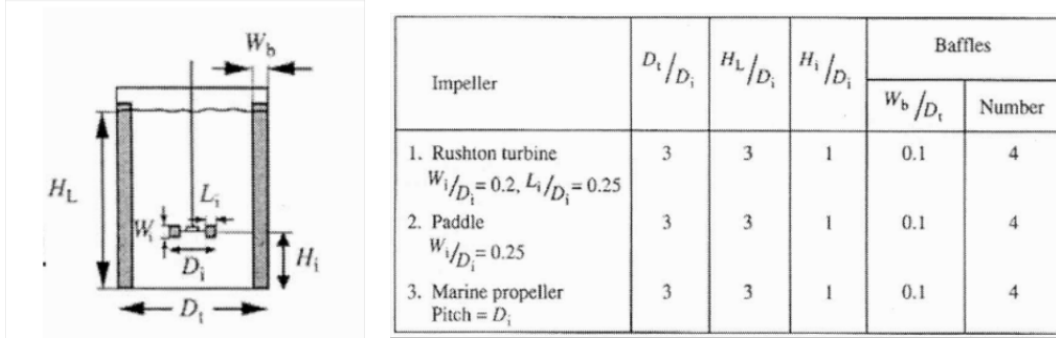 W_b
H_L
L_i
W_i
H_i
D_i
D_t
Impeller
D_t/D_i
H_L/D_i
H_i/D_i
Baffles
W_b/D_t
Number
1. Rushton turbine 3 3 1 0.1 4
W_i/D_i = 0.2, L_i/D_i = 0.25
2. Paddle 3 3 1 0.1 4
W_i/D_i = 0.25
3. Marine propeller 3 3 1 0.1 4
Pitch = D_i